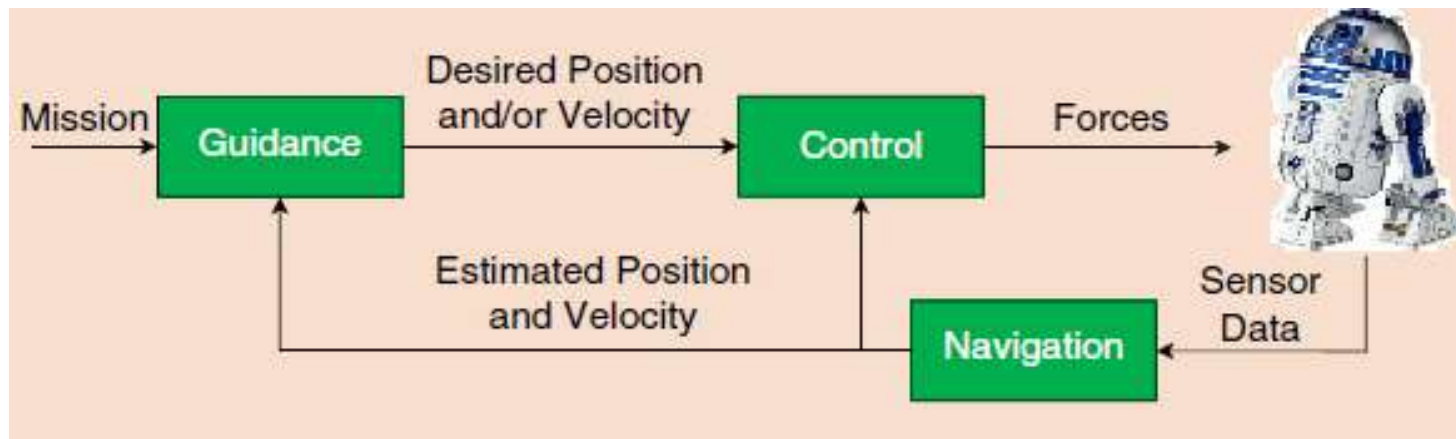 Mission
Guidance
Desired Position
and/or Velocity
Control
Forces
Estimated Position
and Velocity
Navigation
Sensor
Data